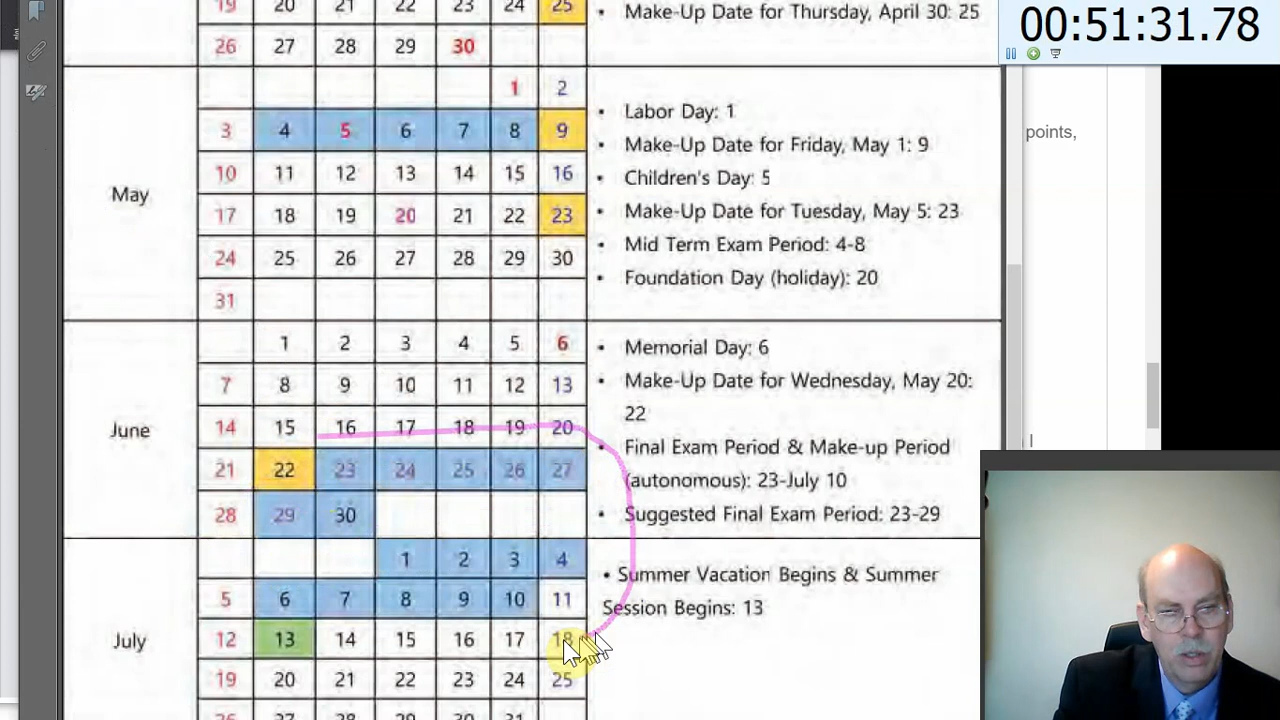 19 20 21 22 23 24 25
• Make-Up Date for Thursday, April 30: 25
00:51:31.78
26 27 28 29 30
May
1 2
3 4 5 6 7 8 9
10 11 12 13 14 15 16
17 18 19 20 21 22 23
24 25 26 27 28 29 30
31
• Labor Day: 1
• Make-Up Date for Friday, May 1: 9
• Children's Day: 5
• Make-Up Date for Tuesday, May 5: 23
• Mid Term Exam Period: 4-8
• Foundation Day (holiday): 20
points,
June
1 2 3 4 5 6
7 8 9 10 11 12 13
14 15 16 17 18 19 20
21 22 23 24 25 26 27
28 29 30
• Memorial Day: 6
• Make-Up Date for Wednesday, May 20:
22
• Final Exam Period & Make-up Period
(autonomous): 23-July 10
• Suggested Final Exam Period: 23-29
July
1 2 3 4
5 6 7 8 9 10 11
12 13 14 15 16 17 18
19 20 21 22 23 24 25
26 27 28 29 30 31
• Summer Vacation Begins & Summer
Session Begins: 13